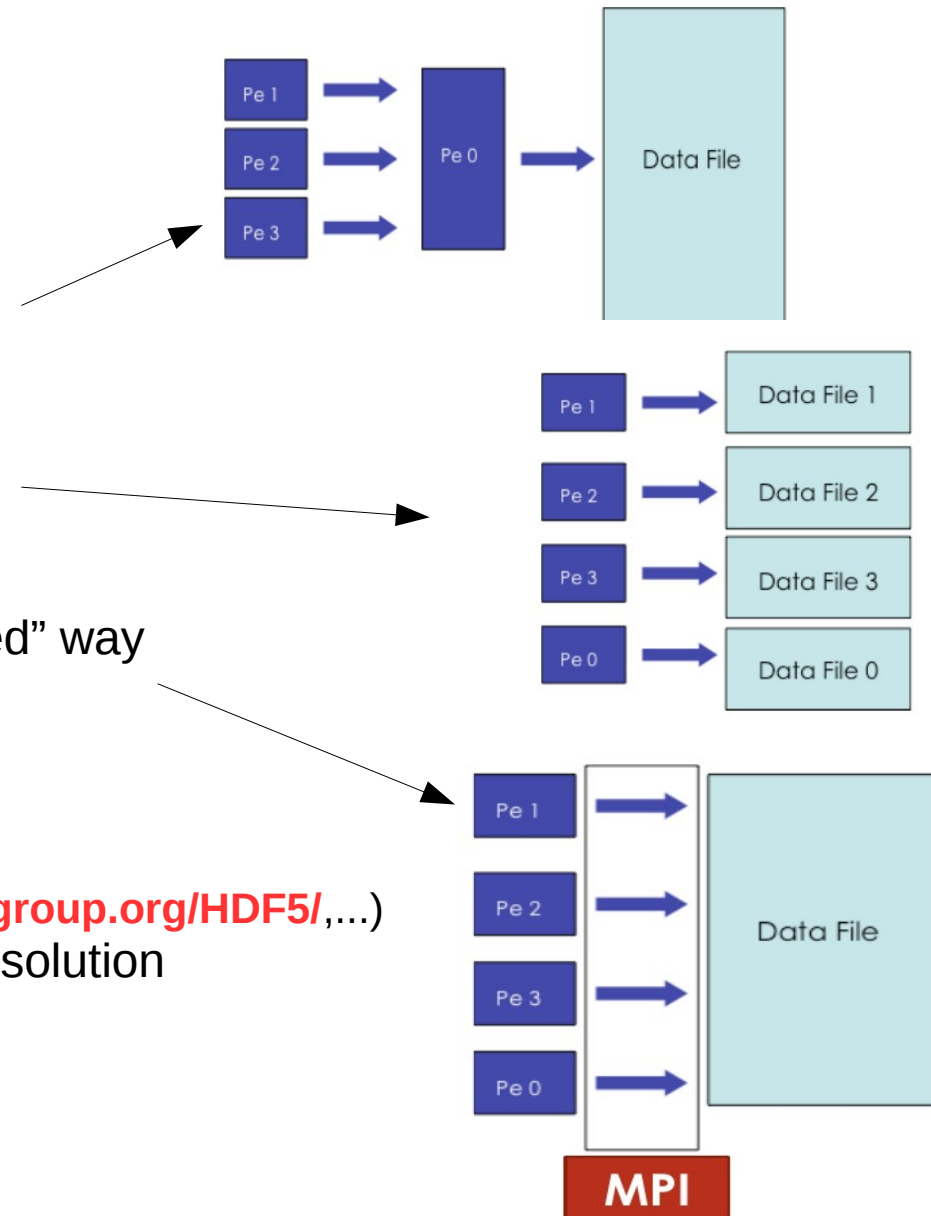 Pe 1
Pe 2
Pe 3
Pe 0
Data File
Pe 1
Data File 1
Pe 2
Data File 2
Pe 3
Data File 3
Pe 0
Data File 0
ed” way
Pe 1
Pe 2
Pe 3
Pe 0
Data File
group.org/HDF5/,...)
solution
MPI